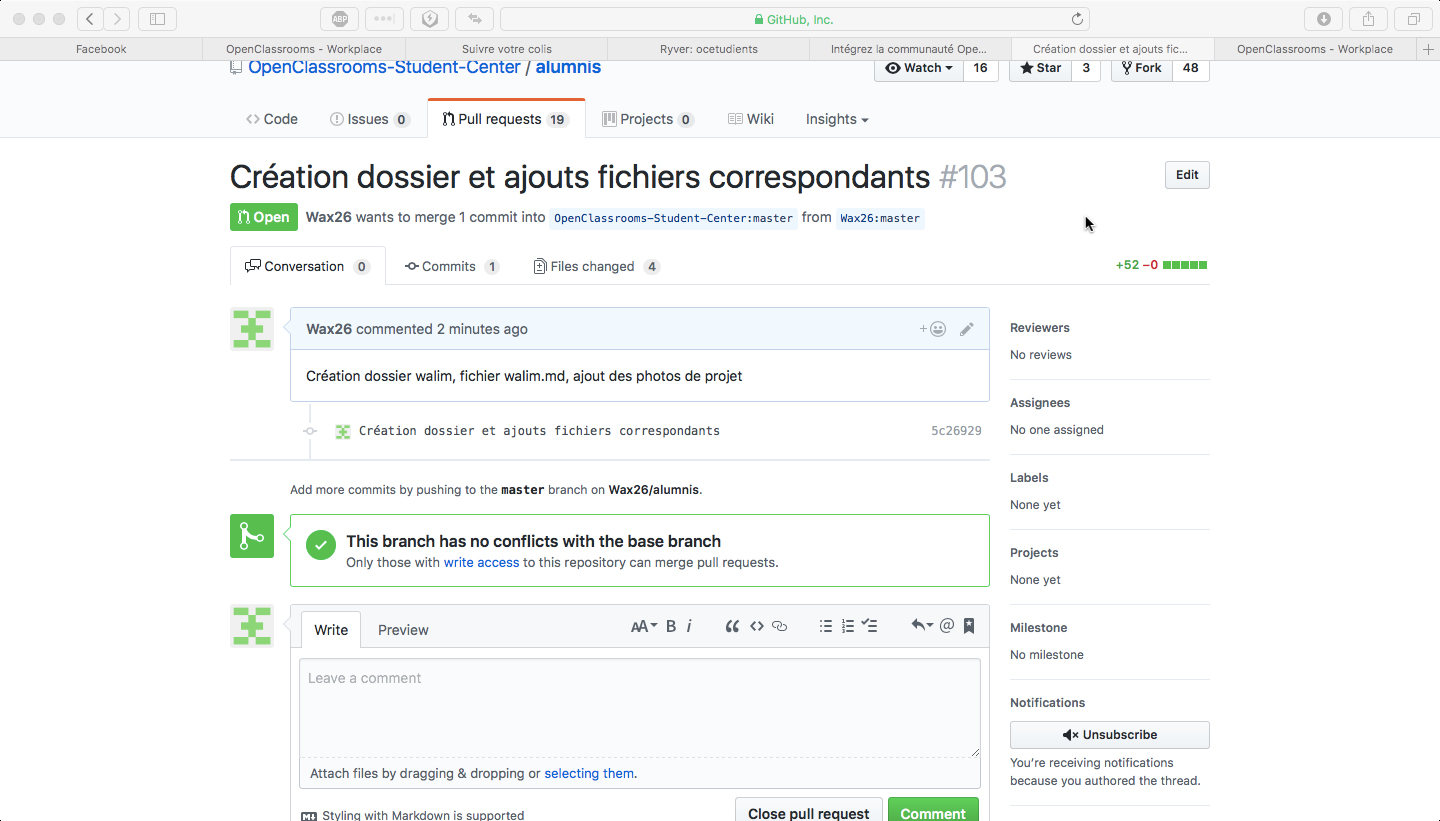 ABP
GitHub, Inc.
Facebook
OpenClassrooms - Workplace
Suivre votre colis
Ryver: ocetudients
Intégrez la communauté Ope...
Création dossier et ajouts fic...
OpenClassrooms - Workplace
OpenClassrooms-Student-Center / alumnis
Watch 16
Star 3
Fork 48
Code
Issues 0
Pull requests 19
Projects 0
Wiki
Insights
Création dossier et ajouts fichiers correspondants #103
Edit
Open
Wax26 wants to merge 1 commit into OpenClassrooms-Student-Center:master from Wax26:master
Conversation 0
Commits 1
Files changed 4
+52 −0
Wax26 commented 2 minutes ago
Création dossier walim, fichier walim.md, ajout des photos de projet
Création dossier et ajouts fichiers correspondants
5c26929
Add more commits by pushing to the master branch on Wax26/alumnis.
This branch has no conflicts with the base branch
Only those with write access to this repository can merge pull requests.
Write
Preview
AA B i
Leave a comment
Attach files by dragging & dropping or selecting them.
Styling with Markdown is supported
Close pull request
Comment
Reviewers
No reviews
Assignees
No one assigned
Labels
None yet
Projects
None yet
Milestone
No milestone
Notifications
Unsubscribe
You’re receiving notifications
because you authored the thread.